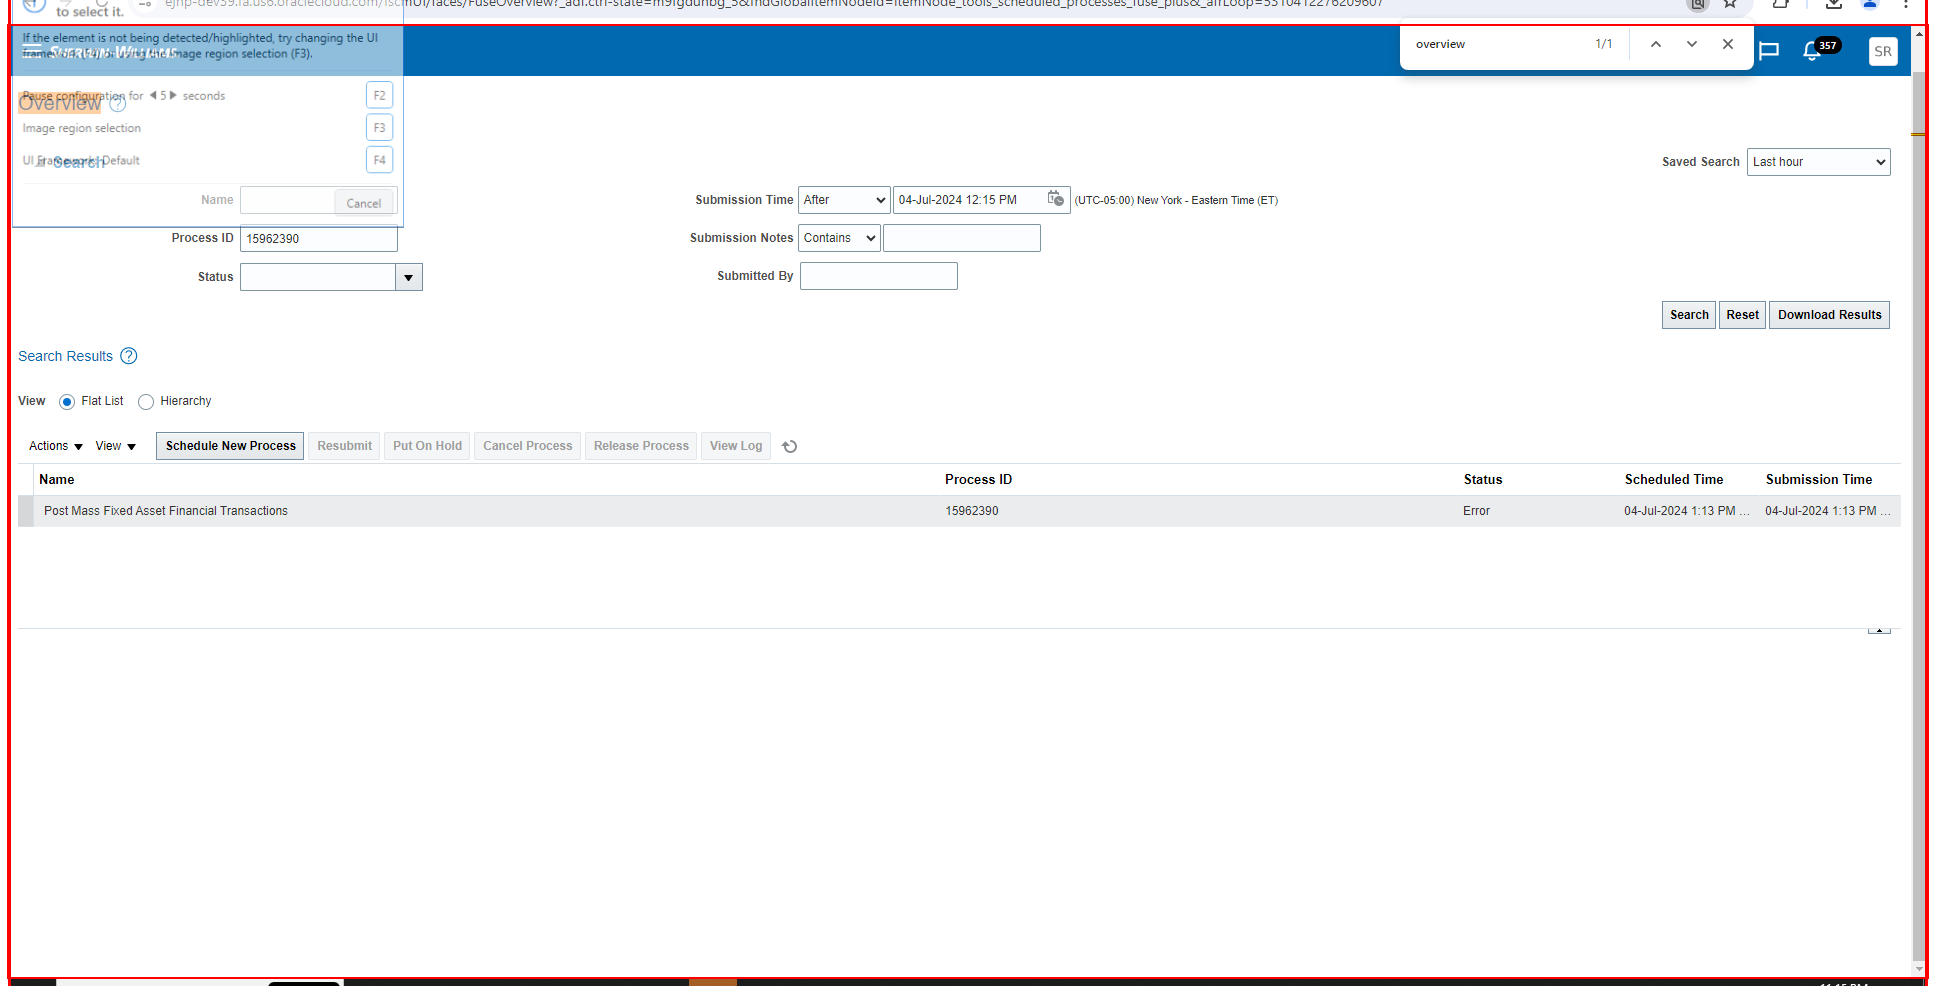 to select it.
ejhp-dev59.fa.us6.oraclecloud.com/fscmUI/faces/FuseOverview?_adf.ctrl-state=m9fgdunbg_5&fndGlobalItemNodeId=itemNode_tools_scheduled_processes_fuse_plus&_afrLoop=5510412276209607
If the element is not being detected/highlighted, try changing the UI
framework (F4) or using the image region selection (F3).
SHERWIN-WILLIAMS
overview 1/1
357
SR
Pause configuration for 5 seconds F2
Overview ?
Image region selection F3
UI Framework: Default F4
Search
Saved Search Last hour
Name
Cancel
Submission Time After 04-Jul-2024 12:15 PM (UTC-05:00) New York - Eastern Time (ET)
Process ID 15962390
Submission Notes Contains
Status
Submitted By
Search Reset Download Results
Search Results ?
View Flat List Hierarchy
Actions View Schedule New Process Resubmit Put On Hold Cancel Process Release Process View Log
Name Process ID Status Scheduled Time Submission Time
Post Mass Fixed Asset Financial Transactions 15962390 Error 04-Jul-2024 1:13 PM ... 04-Jul-2024 1:13 PM ...